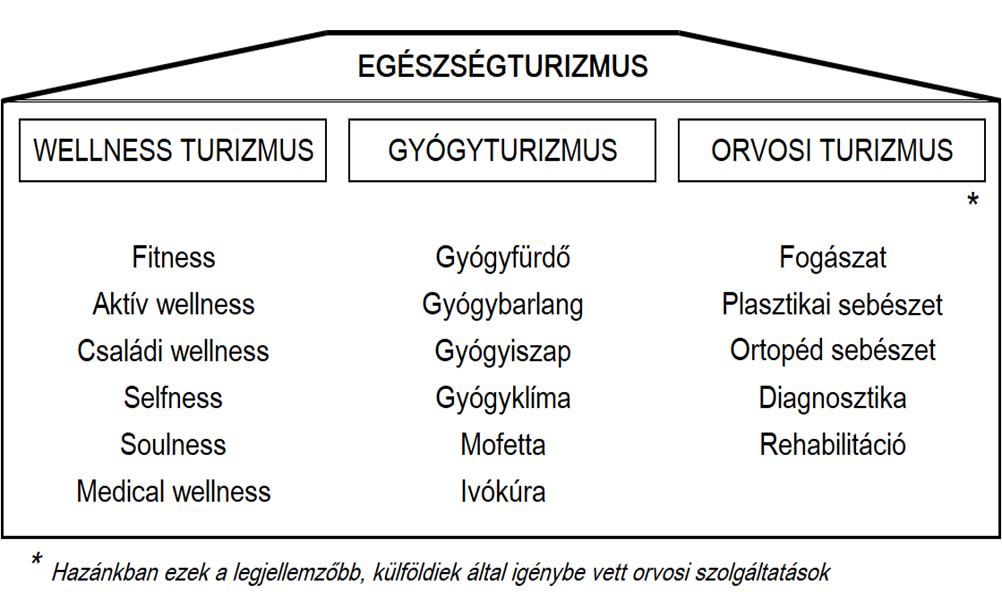 EGÉSZSÉGTURIZMUS
WELLNESS TURIZMUS
Fitness
Aktív wellness
Családi wellness
Selfness
Soulness
Medical wellness
GYÓGYTURIZMUS
Gyógyfürdő
Gyógybarlang
Gyógyiszap
Gyógyklíma
Mofetta
Ivókúra
ORVOSI TURIZMUS
*
Fogászat
Plasztikai sebészet
Ortopéd sebészet
Diagnosztika
Rehabilitáció
* Hazánkban ezek a legjellemzőbb, külföldiek által igénybe vett orvosi szolgáltatások